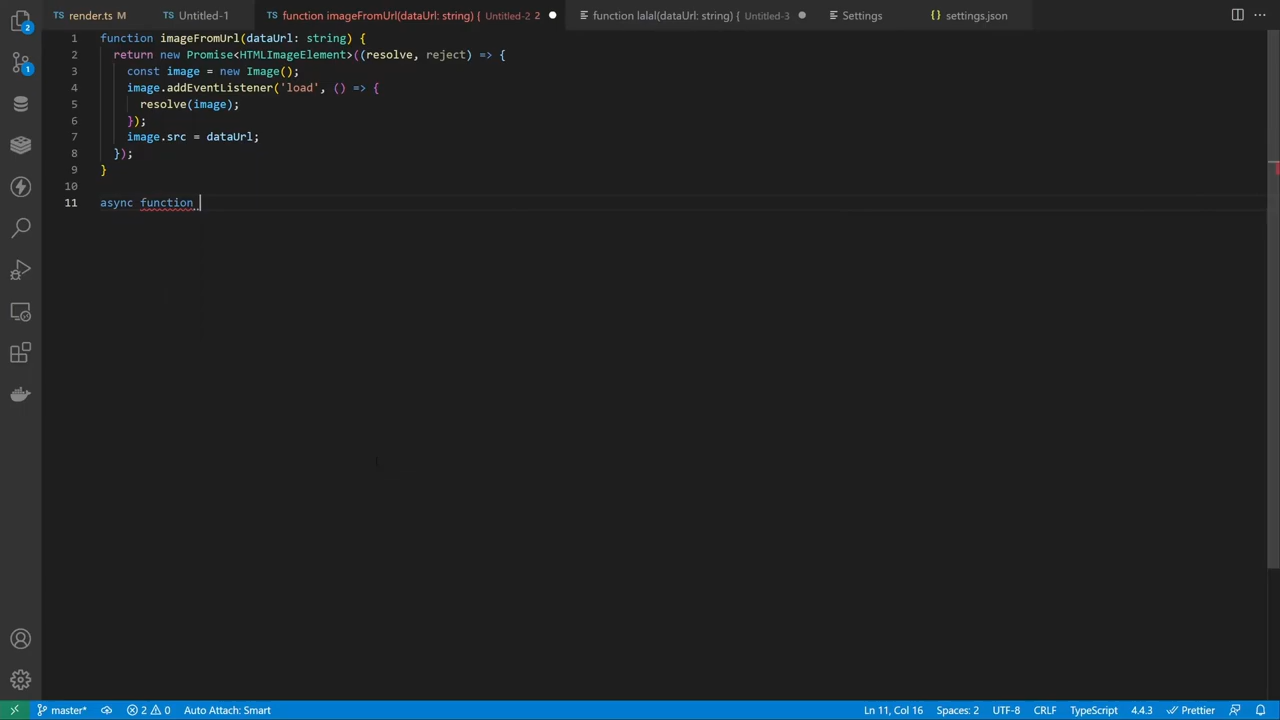 TS render.ts M TS Untitled-1 TS function imageFromUrl(dataUrl: string) { Untitled-2 2 function lalal(dataUrl: string) { Untitled-3 Settings {} settings.json
1 function imageFromUrl(dataUrl: string) {
2 return new Promise<HTMLImageElement>((resolve, reject) => {
3 const image = new Image();
4 image.addEventListener('load', () => {
5 resolve(image);
6 });
7 image.src = dataUrl;
8 });
9 }
10
11 async function
2
1
master* 2 0 Auto Attach: Smart Ln 11, Col 16 Spaces: 2 UTF-8 CRLF TypeScript 4.4.3 Prettier